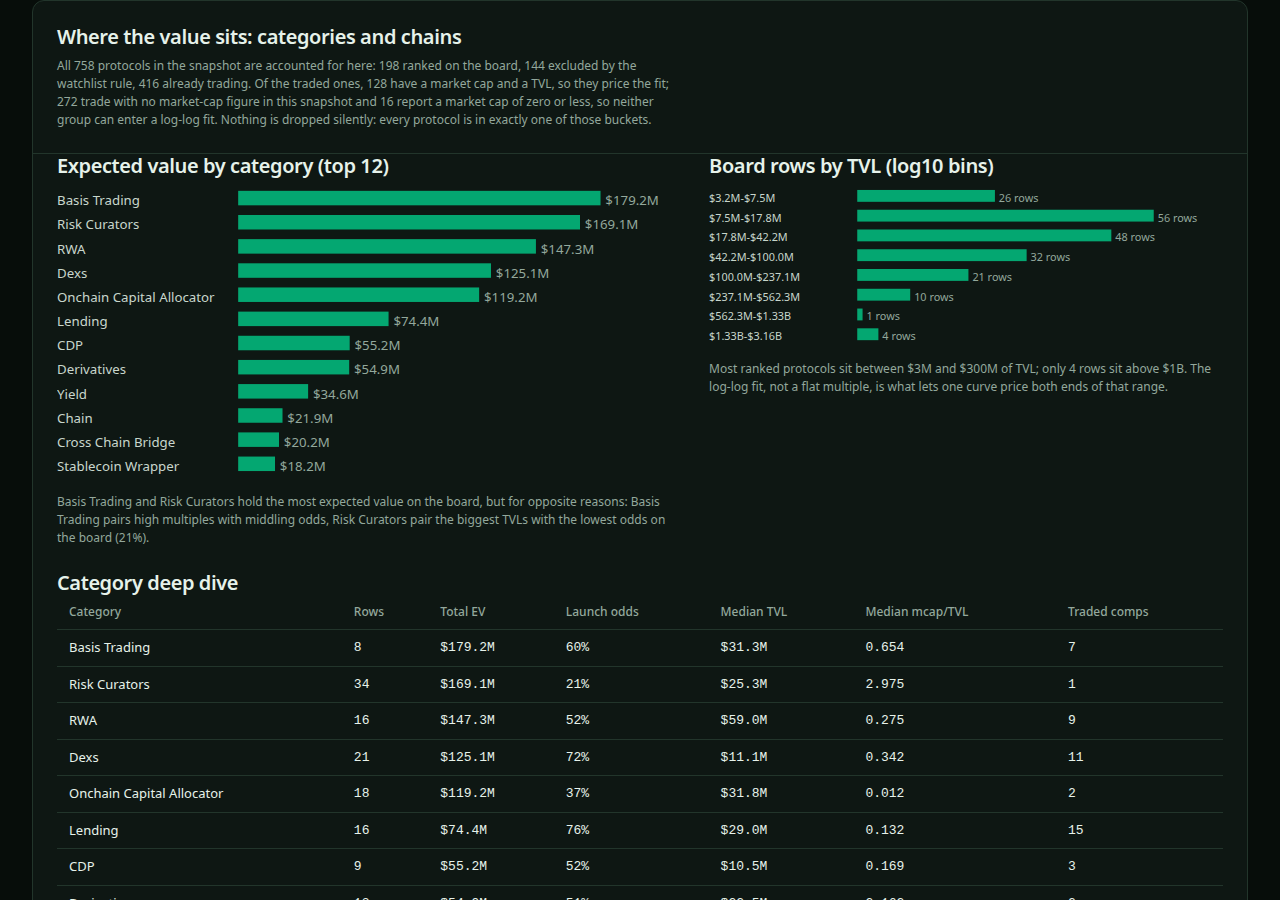 Where the value sits: categories and chains
All 758 protocols in the snapshot are accounted for here: 198 ranked on the board, 144 excluded by the
watchlist rule, 416 already trading. Of the traded ones, 128 have a market cap and a TVL, so they price the fit;
272 trade with no market-cap figure in this snapshot and 16 report a market cap of zero or less, so neither
group can enter a log-log fit. Nothing is dropped silently: every protocol is in exactly one of those buckets.
Expected value by category (top 12)
Basis Trading $179.2M
Risk Curators $169.1M
RWA $147.3M
Dexs $125.1M
Onchain Capital Allocator $119.2M
Lending $74.4M
CDP $55.2M
Derivatives $54.9M
Yield $34.6M
Chain $21.9M
Cross Chain Bridge $20.2M
Stablecoin Wrapper $18.2M
Basis Trading and Risk Curators hold the most expected value on the board, but for opposite reasons: Basis
Trading pairs high multiples with middling odds, Risk Curators pair the biggest TVLs with the lowest odds on
the board (21%).
Board rows by TVL (log10 bins)
$3.2M-$7.5M 26 rows
$7.5M-$17.8M 56 rows
$17.8M-$42.2M 48 rows
$42.2M-$100.0M 32 rows
$100.0M-$237.1M 21 rows
$237.1M-$562.3M 10 rows
$562.3M-$1.33B 1 rows
$1.33B-$3.16B 4 rows
Most ranked protocols sit between $3M and $300M of TVL; only 4 rows sit above $1B. The
log-log fit, not a flat multiple, is what lets one curve price both ends of that range.
Category deep dive
Category Rows Total EV Launch odds Median TVL Median mcap/TVL Traded comps
Basis Trading 8 $179.2M 60% $31.3M 0.654 7
Risk Curators 34 $169.1M 21% $25.3M 2.975 1
RWA 16 $147.3M 52% $59.0M 0.275 9
Dexs 21 $125.1M 72% $11.1M 0.342 11
Onchain Capital Allocator 18 $119.2M 37% $31.8M 0.012 2
Lending 16 $74.4M 76% $29.0M 0.132 15
CDP 9 $55.2M 52% $10.5M 0.169 3